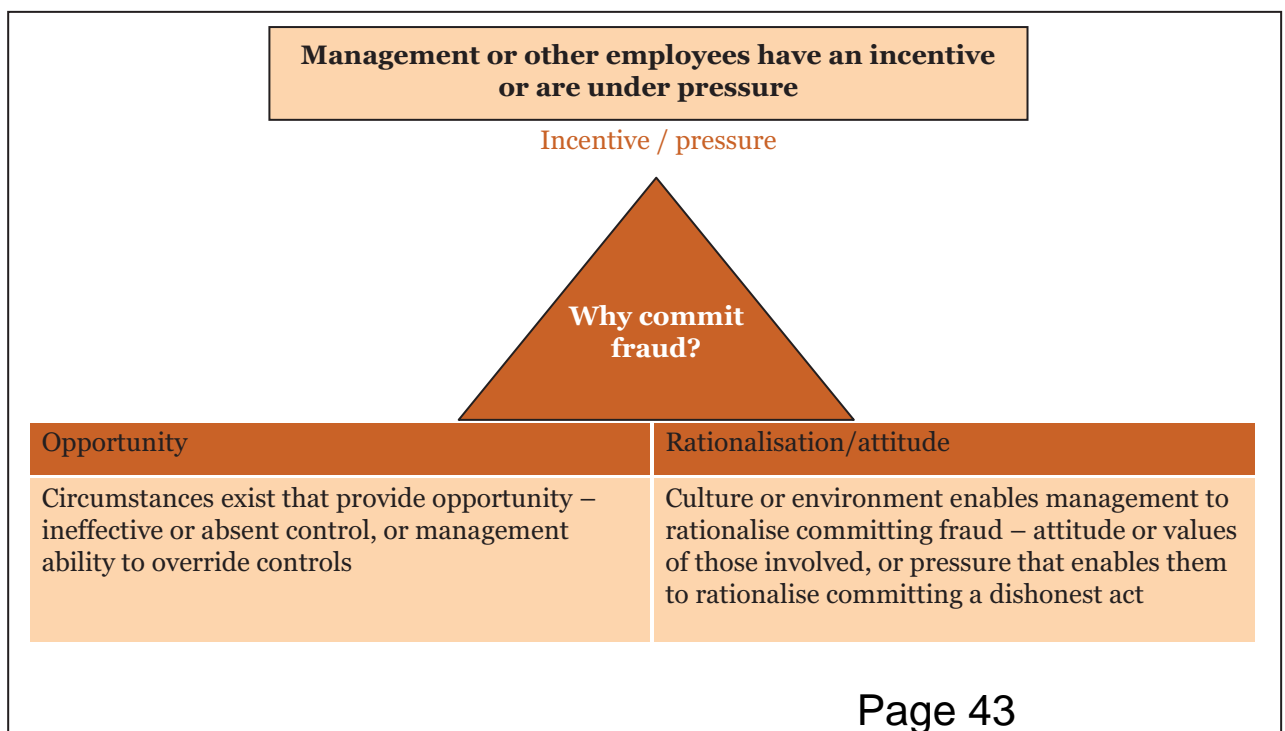 Management or other employees have an incentive
or are under pressure
Incentive / pressure
Why commit
fraud?
Opportunity
Circumstances exist that provide opportunity –
ineffective or absent control, or management
ability to override controls
Rationalisation/attitude
Culture or environment enables management to
rationalise committing fraud – attitude or values
of those involved, or pressure that enables them
to rationalise committing a dishonest act
Page 43